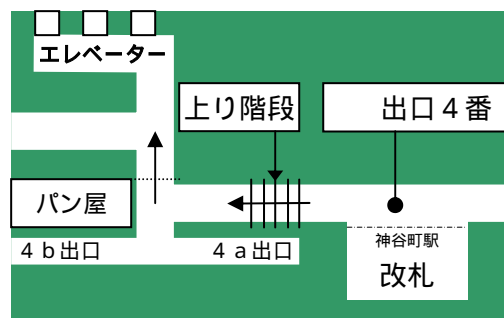 エレベーター
上り階段
出口４番
パン屋
神谷町駅
改札
４ｂ出口
４ａ出口